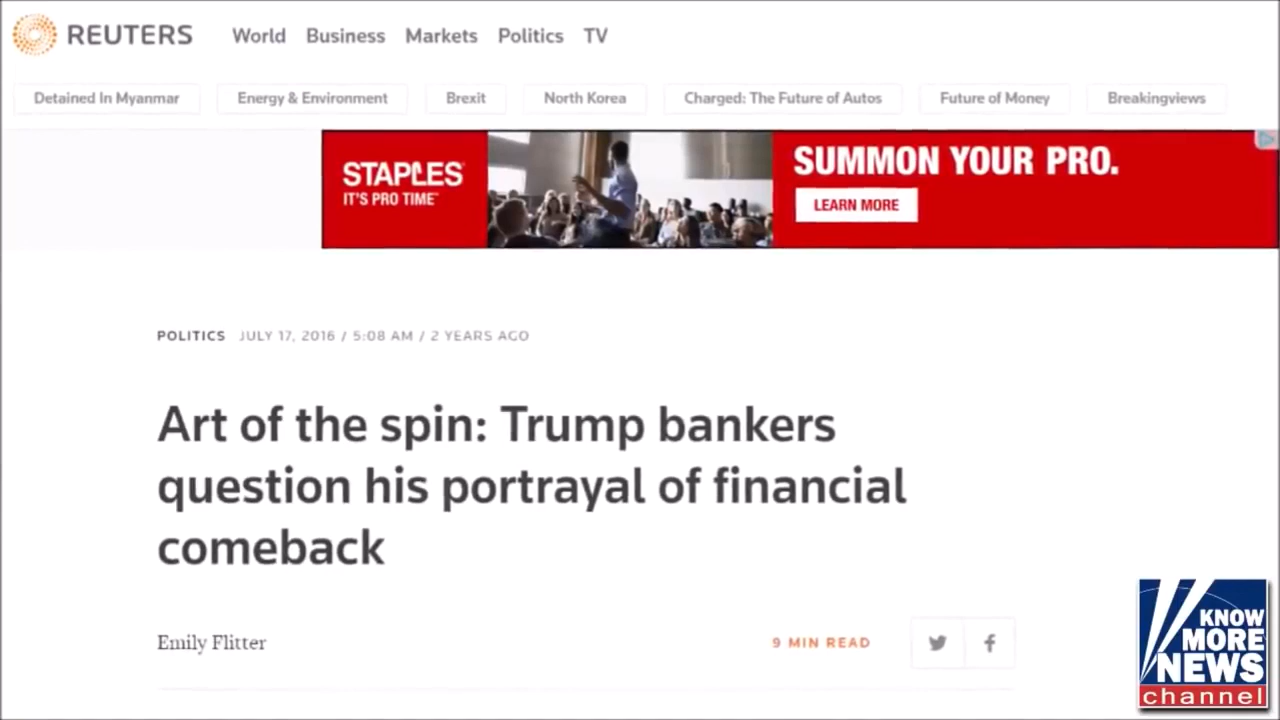 REUTERS World Business Markets Politics TV
Detained In Myanmar Energy & Environment Brexit North Korea Charged: The Future of Autos Future of Money Breakingviews
STAPLES
IT'S PRO TIME™
SUMMON YOUR PRO.
LEARN MORE
POLITICS JULY 17, 2016 / 5:08 AM / 2 YEARS AGO
Art of the spin: Trump bankers
question his portrayal of financial
comeback
Emily Flitter
9 MIN READ
KNOW
MORE
NEWS
channel